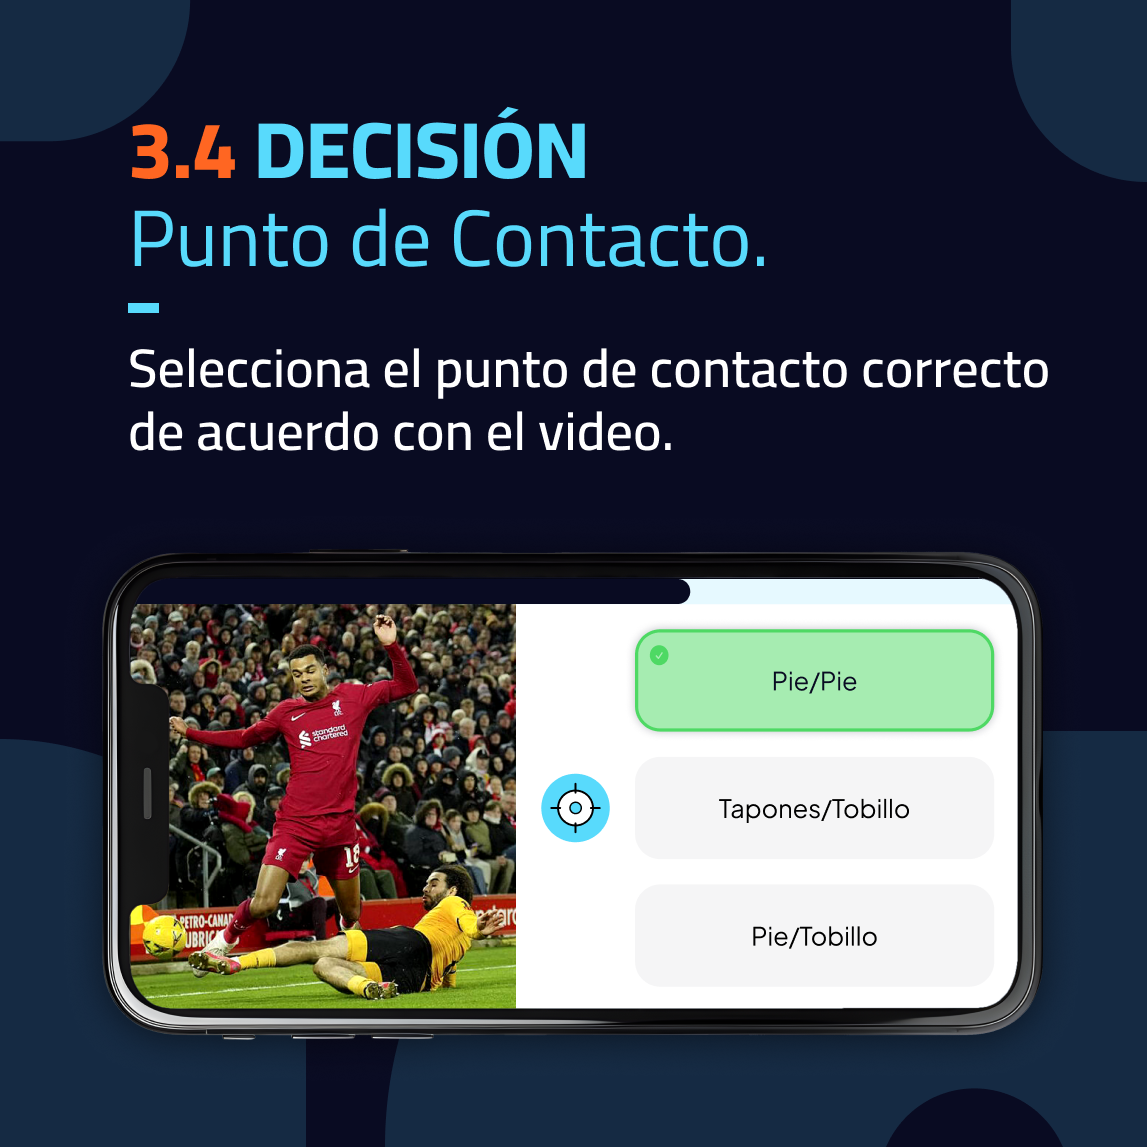 3.4 DECISIÓN
Punto de Contacto.
Selecciona el punto de contacto correcto
de acuerdo con el video.
Pie/Pie
Tapones/Tobillo
Pie/Tobillo
standard
chartered
18
PETRO-CANADA